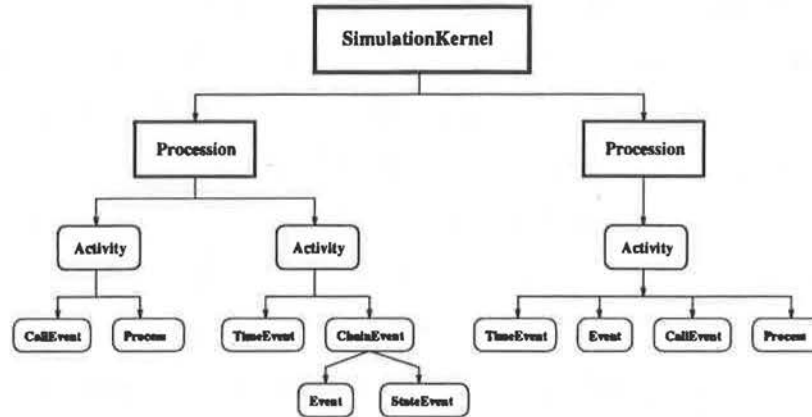 SimulationKernel
Procession
Procession
Activity
Activity
Activity
CallEvent
Process
TimeEvent
ChainEvent
TimeEvent
Event
CallEvent
Process
Event
StateEvent